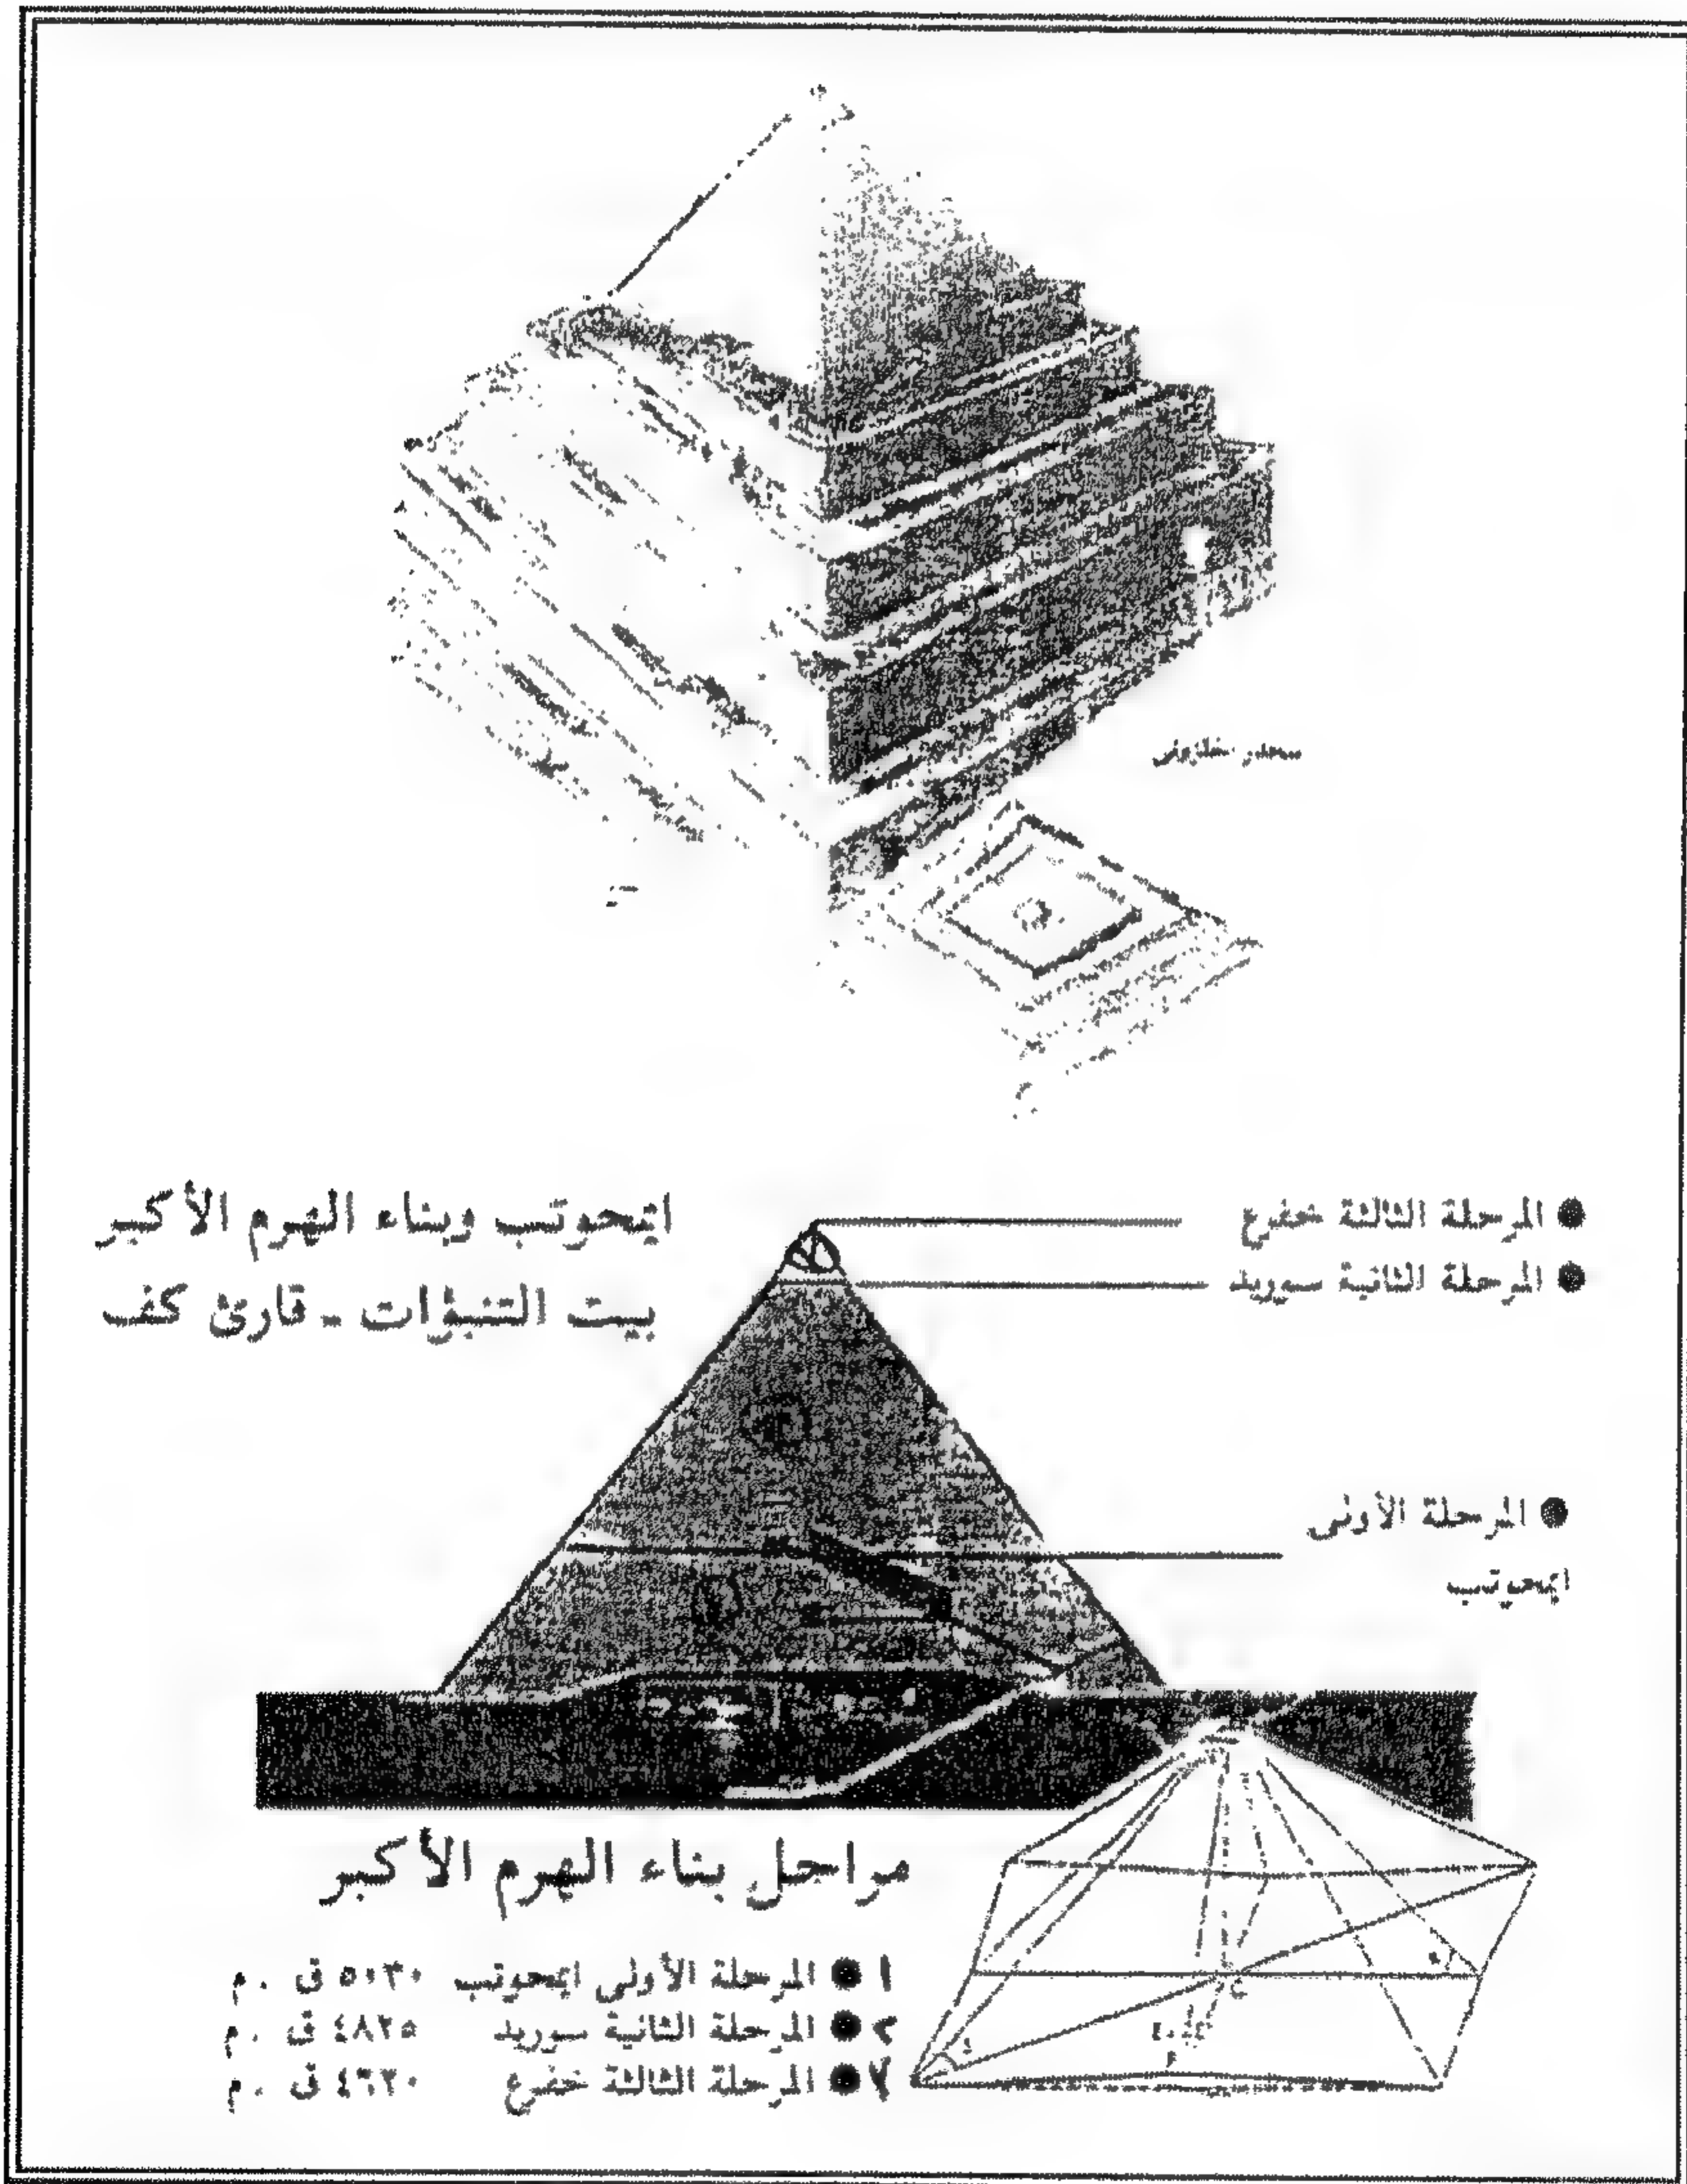 ايمحوتب وبناء الهرم الأكبر
بيت التنبؤات - قارئ كف
● المرحلة الثالثة خفرع
● المرحلة الثانية سوريد
● المرحلة الأولى
ايمحوتب
مراحل بناء الهرم الأكبر
١ ● المرحلة الأولى ايمحوتب ٥٠٣٠ ق . م
٢ ● المرحلة الثانية سوريد ٤٨٢٥ ق . م
٣ ● المرحلة الثالثة خفرع ٤٦٢٠ ق . م